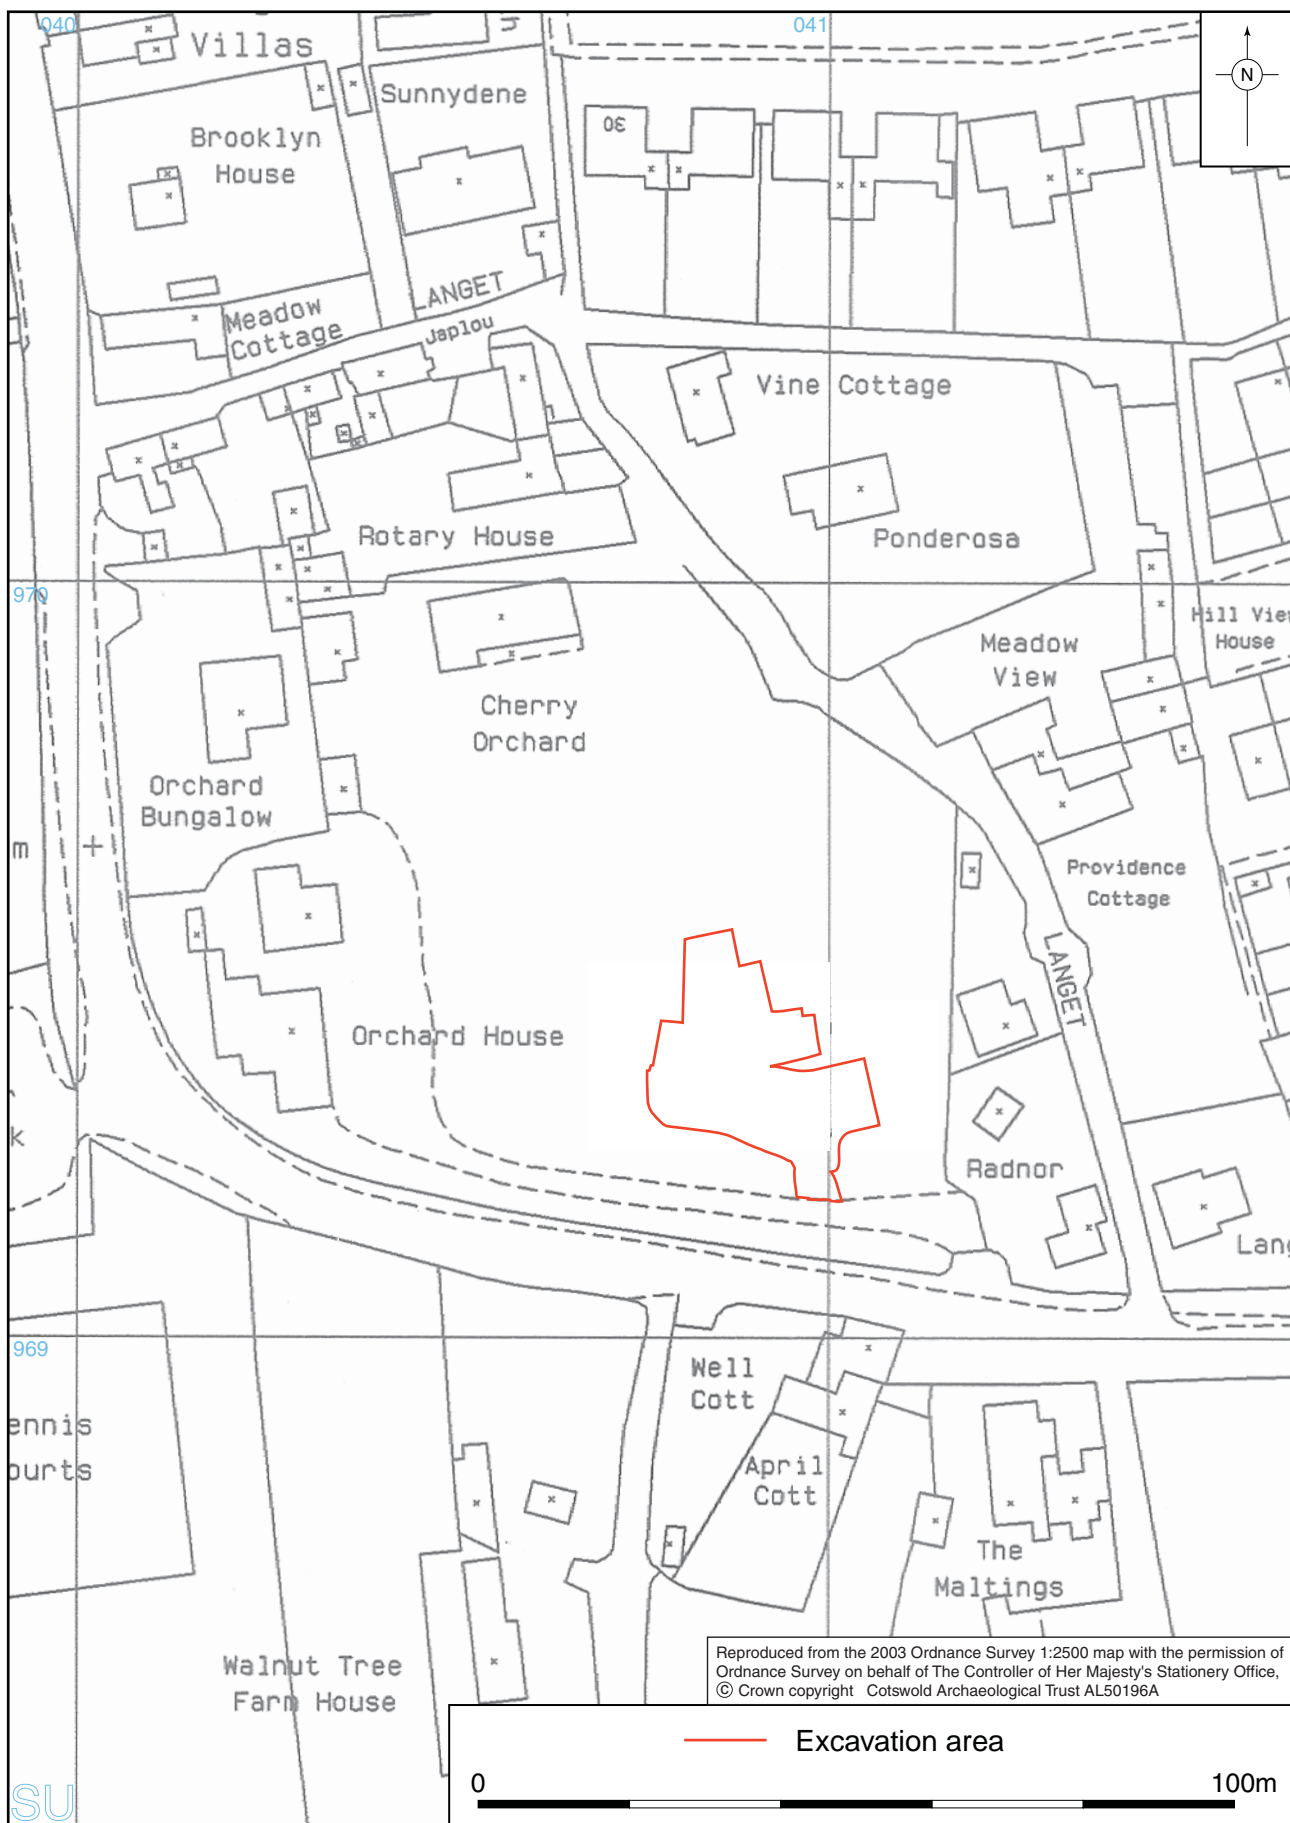 040
041
Villas
Sunnydene
N
30
Brooklyn
House
LANGET
Meadow
Cottage
Japlou
Vine Cottage
Rotary House
Ponderosa
970
Hill View
House
Meadow
View
Cherry
Orchard
Orchard
Bungalow
m
Providence
Cottage
LANGET
Orchard House
k
Radnor
Lang
969
Well
Cott
ennis
ourts
April
Cott
The
Maltings
Walnut Tree
Farm House
Reproduced from the 2003 Ordnance Survey 1:2500 map with the permission of
Ordnance Survey on behalf of The Controller of Her Majesty's Stationery Office,
© Crown copyright Cotswold Archaeological Trust AL50196A
Excavation area
0 100m
SU